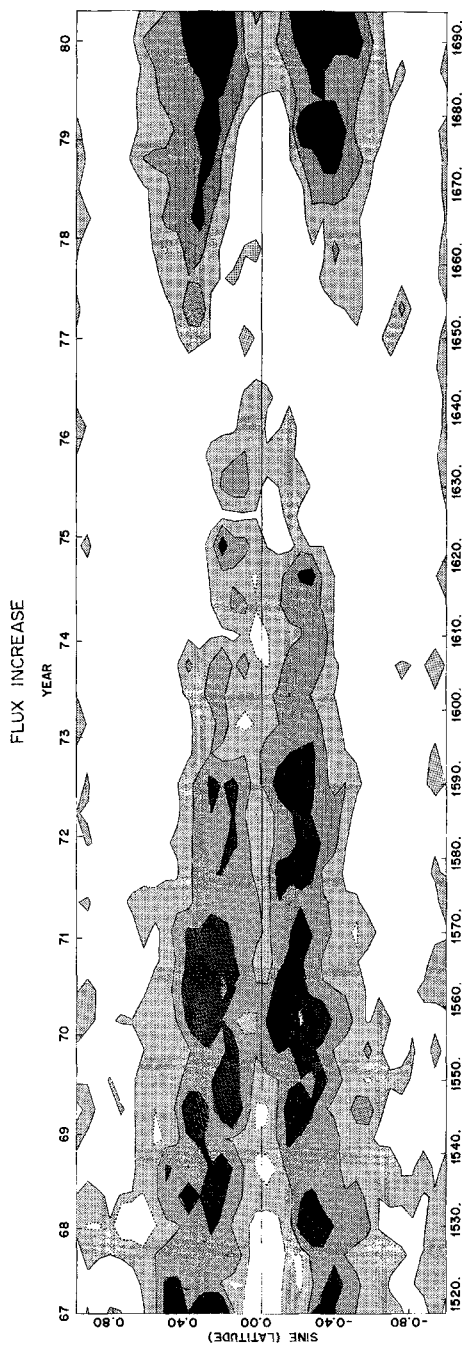 FLUX INCREASE
YEAR
67 68 69 70 71 72 73 74 75 76 77 78 79 80
SINE (LATITUDE)
0.80
0.40
0.00
-0.40
-0.80
1520. 1530. 1540. 1550. 1560. 1570. 1580. 1590. 1600. 1610. 1620. 1630. 1640. 1650. 1660. 1670. 1680. 1690.